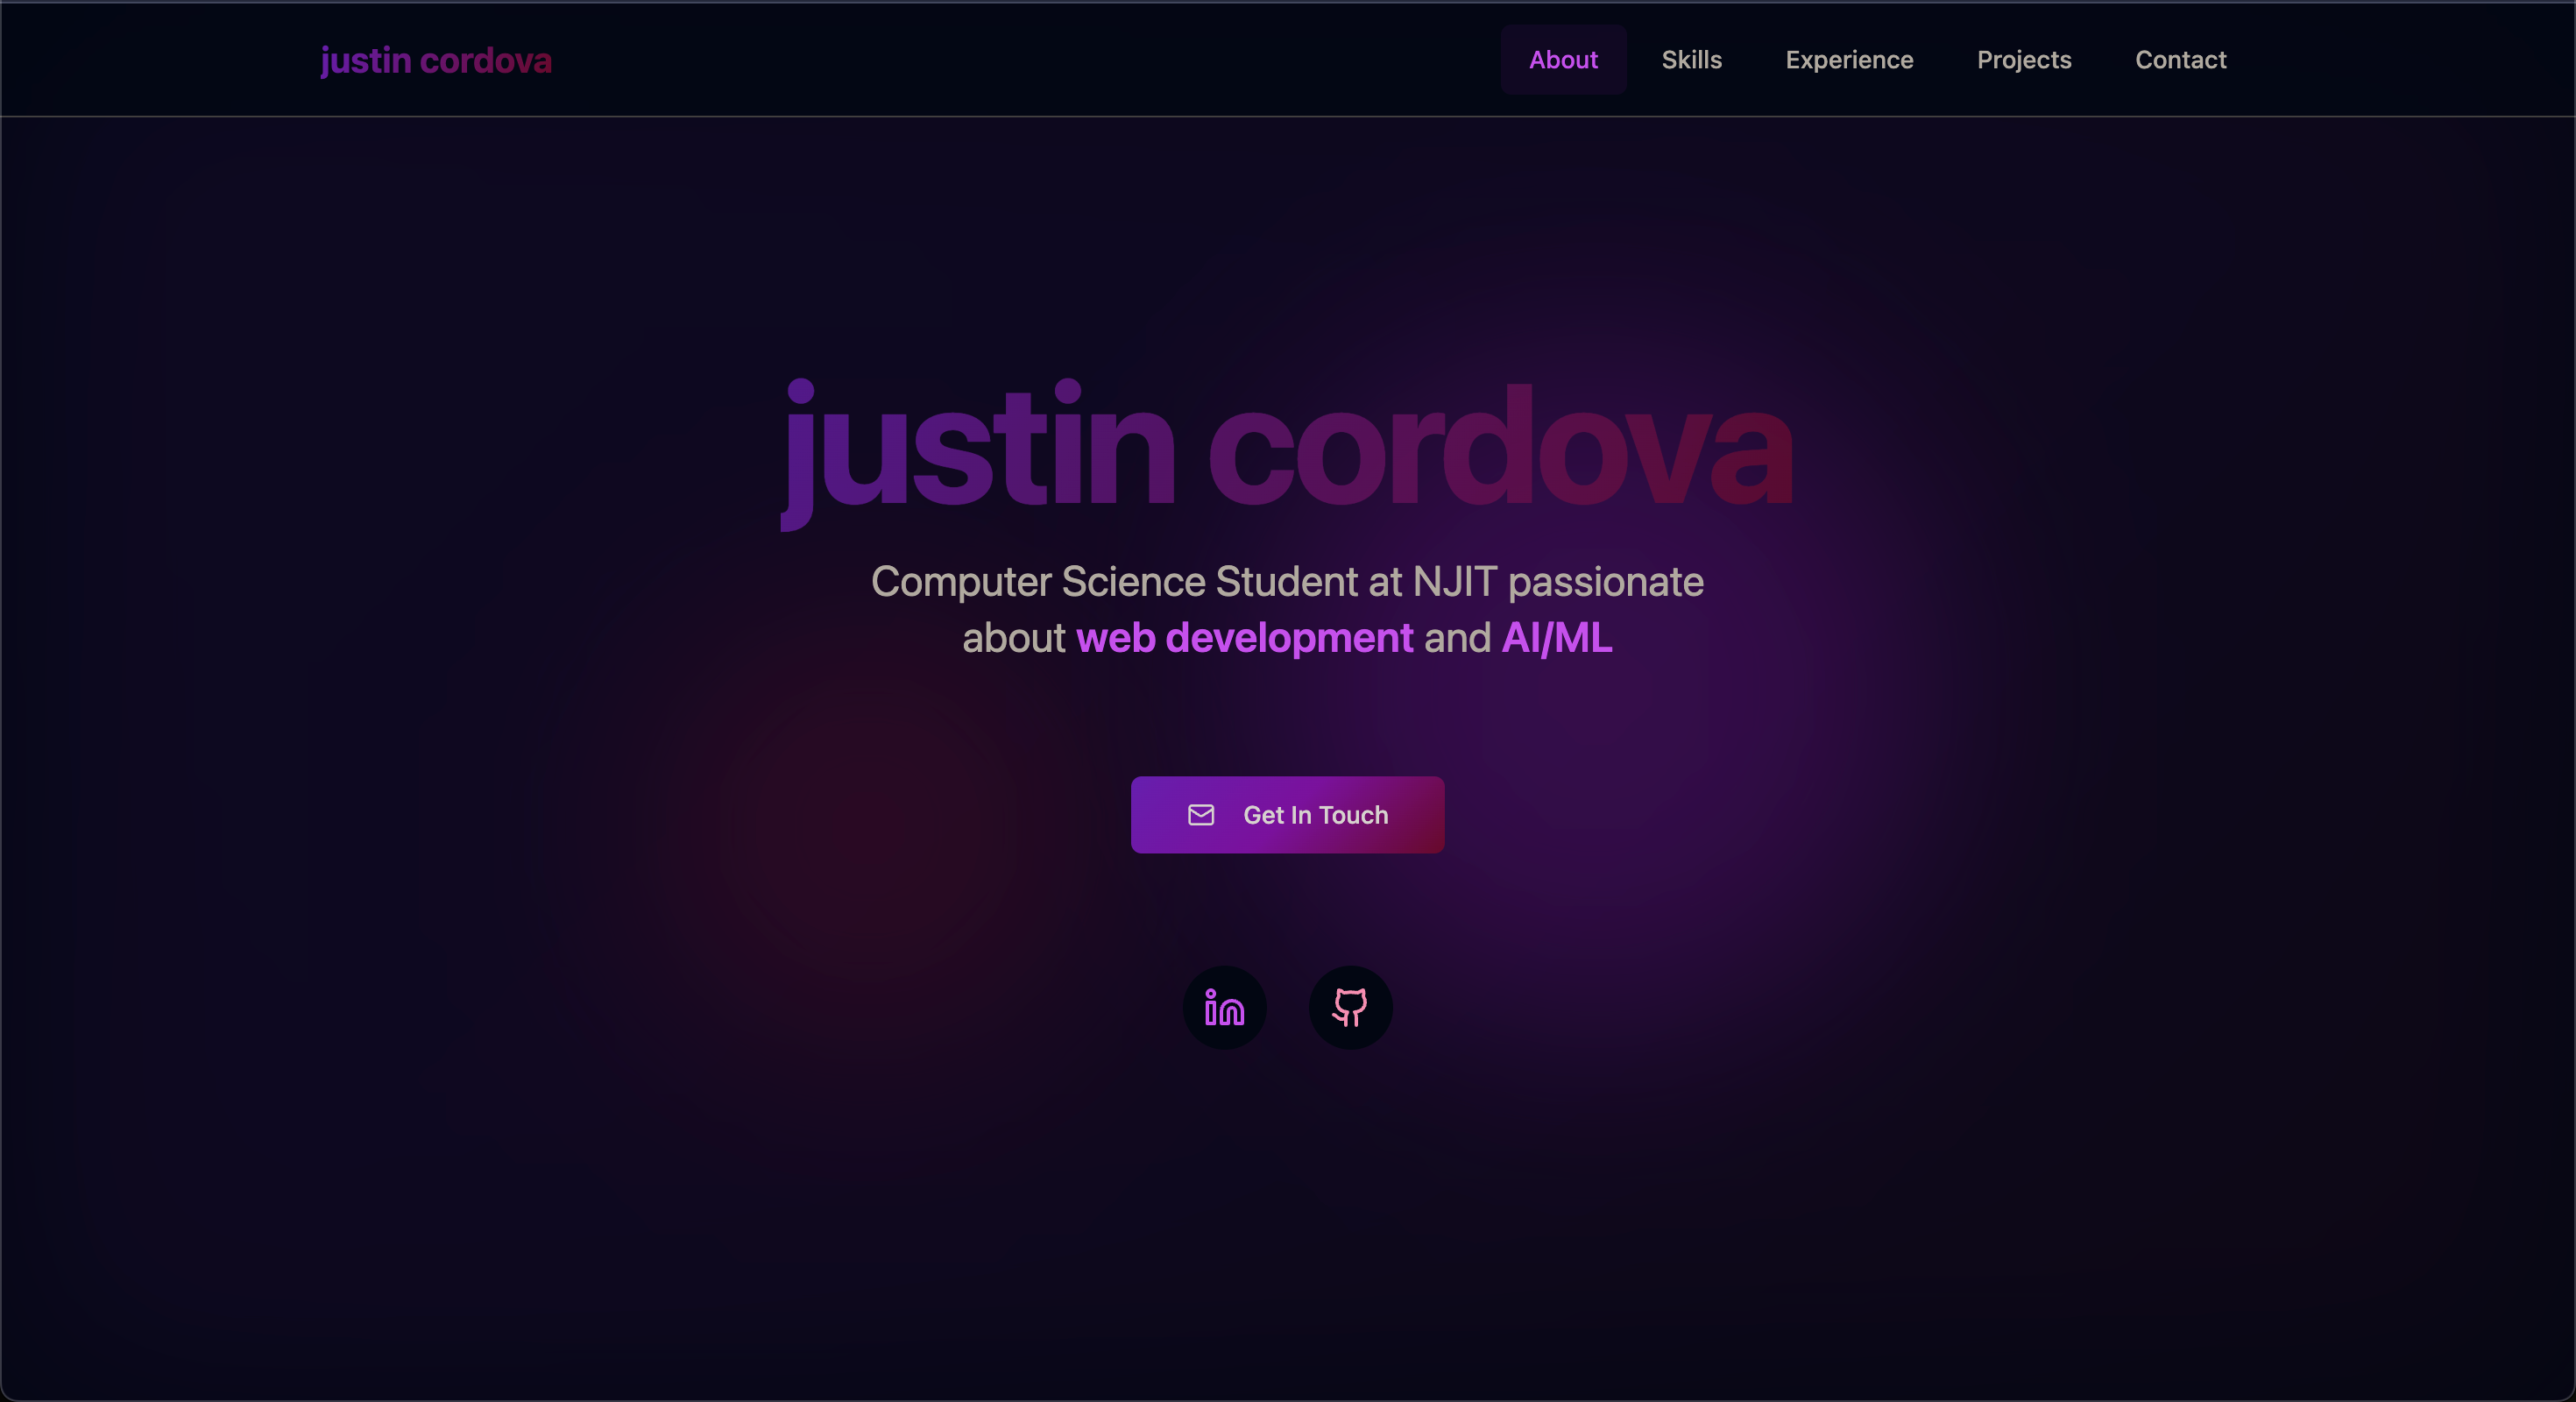 justin cordova
About
Skills
Experience
Projects
Contact
justin cordova
Computer Science Student at NJIT passionate
about web development and AI/ML
Get In Touch
in